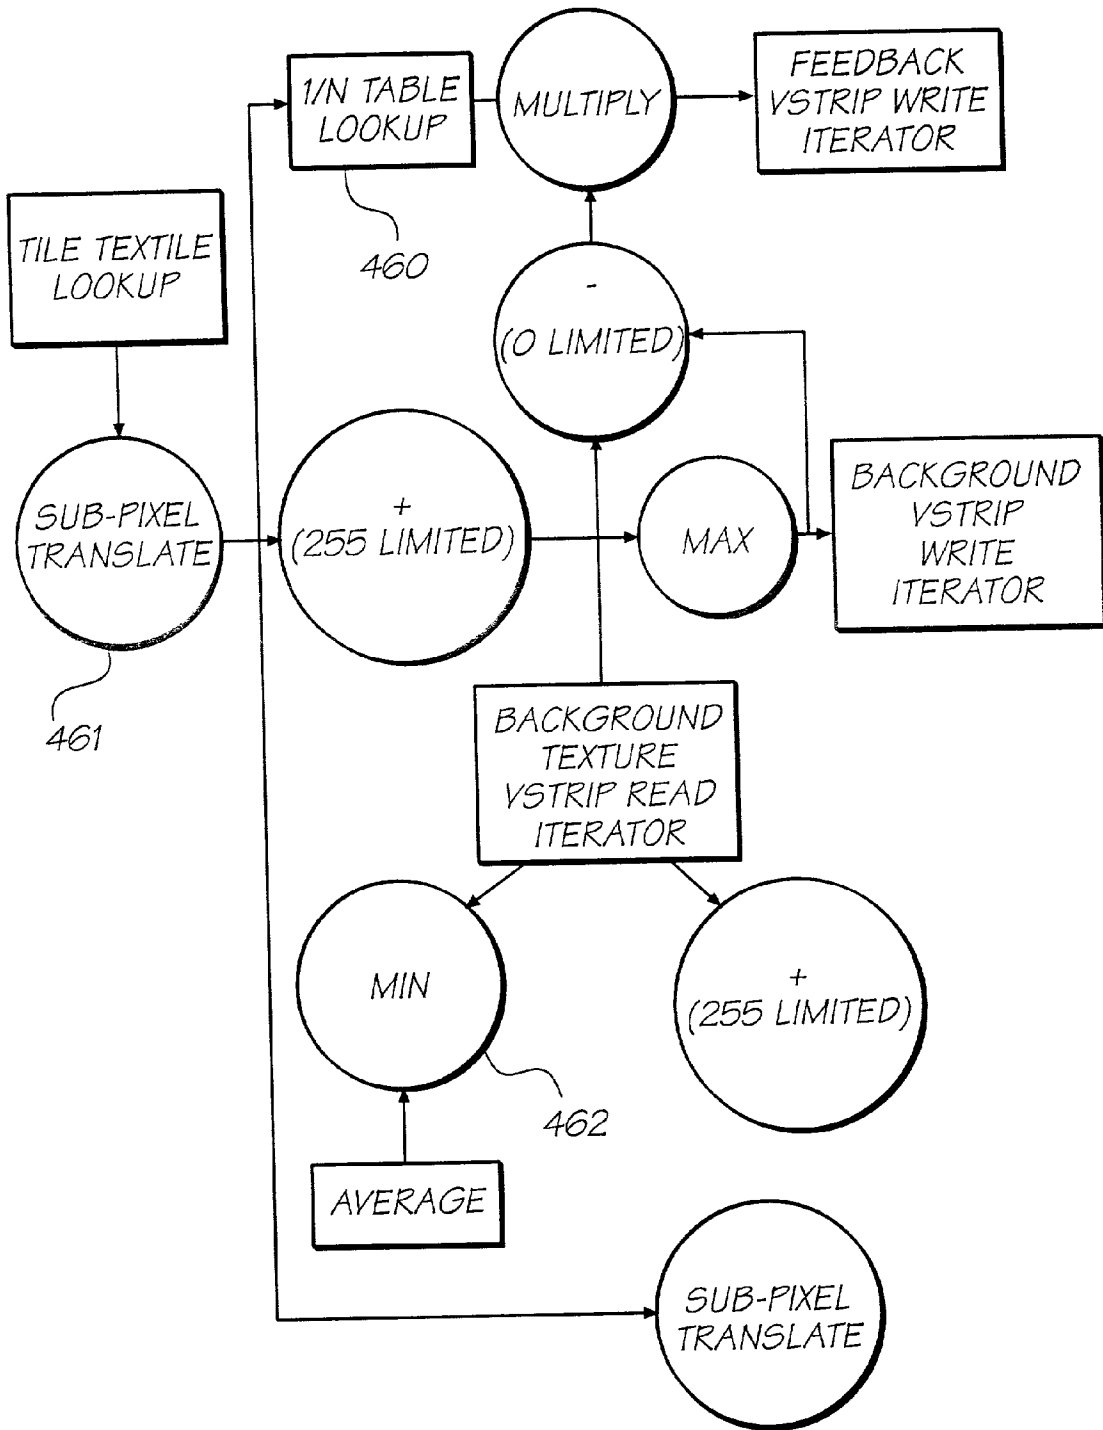 1/N TABLE
LOOKUP
MULTIPLY
FEEDBACK
VSTRIP WRITE
ITERATOR
460
TILE TEXTILE
LOOKUP
-
(0 LIMITED)
SUB-PIXEL
TRANSLATE
461
+
(255 LIMITED)
MAX
BACKGROUND
VSTRIP
WRITE
ITERATOR
BACKGROUND
TEXTURE
VSTRIP READ
ITERATOR
MIN
462
+
(255 LIMITED)
AVERAGE
SUB-PIXEL
TRANSLATE